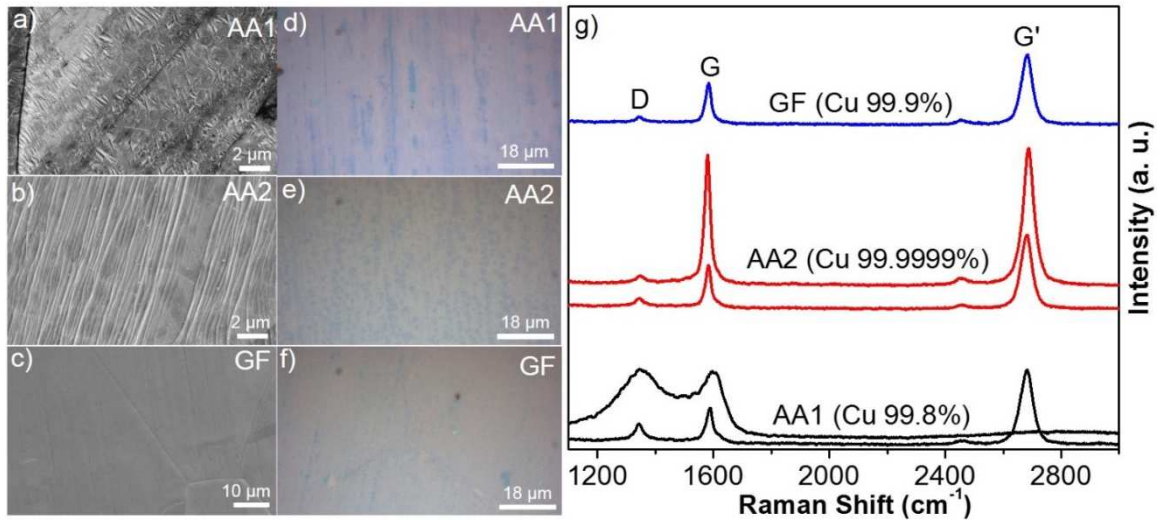 a)
AA1
2 µm
b)
AA2
2 µm
c)
GF
10 µm
d)
AA1
18 µm
e)
AA2
18 µm
f)
GF
18 µm
g)
D
G
G'
GF (Cu 99.9%)
AA2 (Cu 99.9999%)
AA1 (Cu 99.8%)
1200 1600 2000 2400 2800
Raman Shift (cm⁻¹)
Intensity (a. u.)